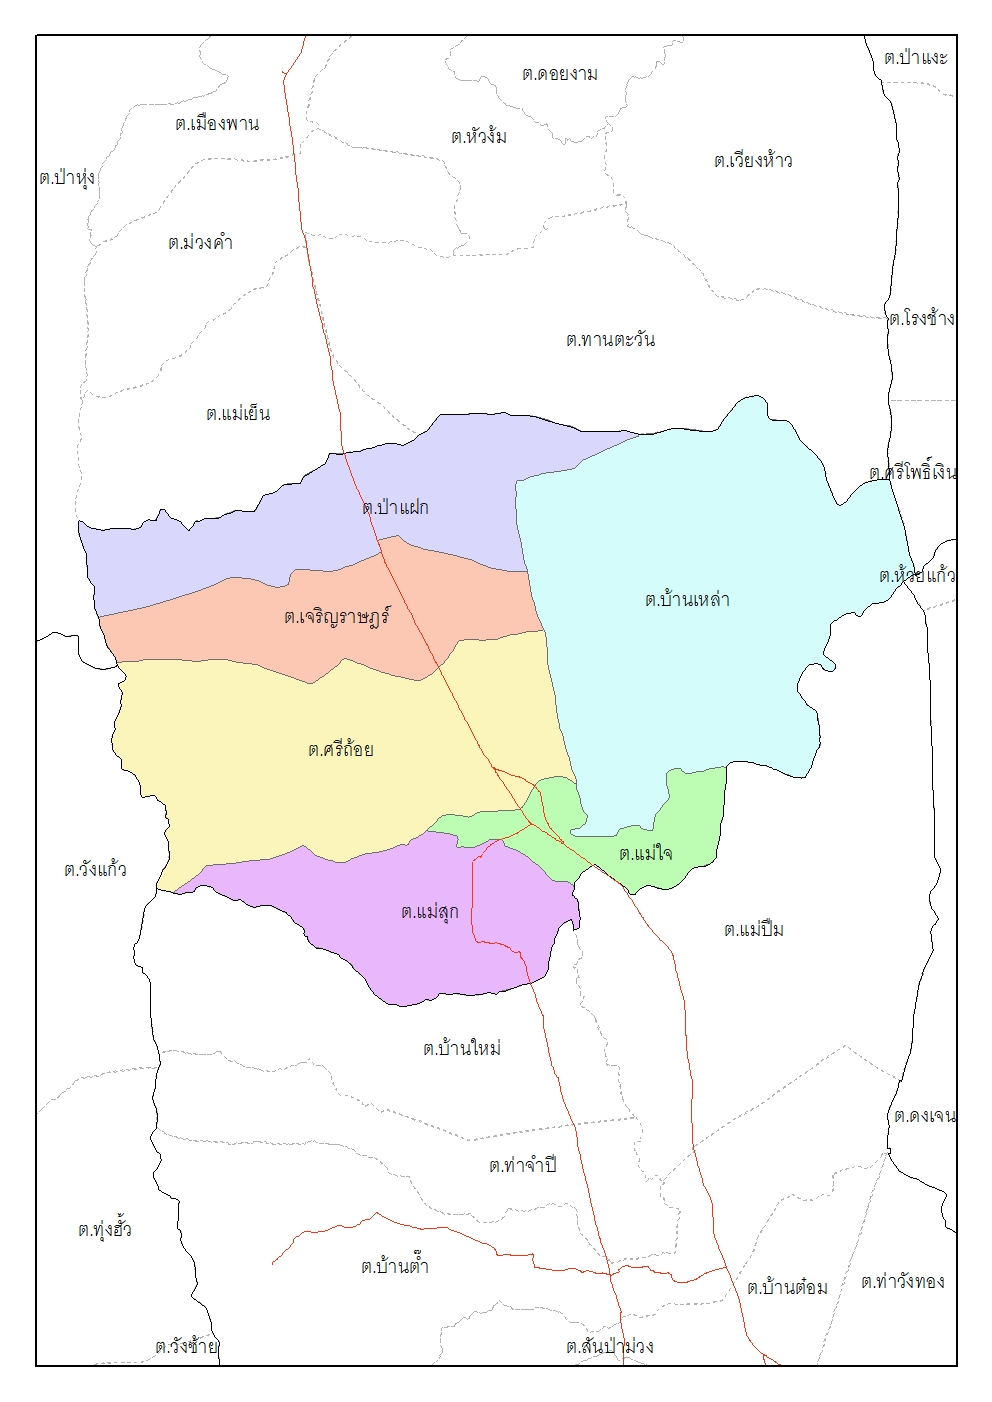 ต.ป่าแงะ
ต.ดอยงาม
ต.เมืองพาน
ต.หัวง้ม
ต.เวียงห้าว
ต.ป่าหุ่ง
ต.ม่วงคำ
ต.โรงช้าง
ต.ทานตะวัน
ต.แม่เย็น
ต.ศรีโพธิ์เงิน
ต.ป่าแฝก
ต.ห้วยแก้ว
ต.บ้านเหล่า
ต.เจริญราษฎร์
ต.ศรีถ้อย
ต.แม่ใจ
ต.วังแก้ว
ต.แม่สุก
ต.แม่ปืม
ต.บ้านใหม่
ต.ดงเจน
ต.ท่าจำปี
ต.ทุ่งฮั้ว
ต.บ้านต๊ำ
ต.ท่าวังทอง
ต.บ้านต๋อม
ต.วังซ้าย
ต.สันป่าม่วง